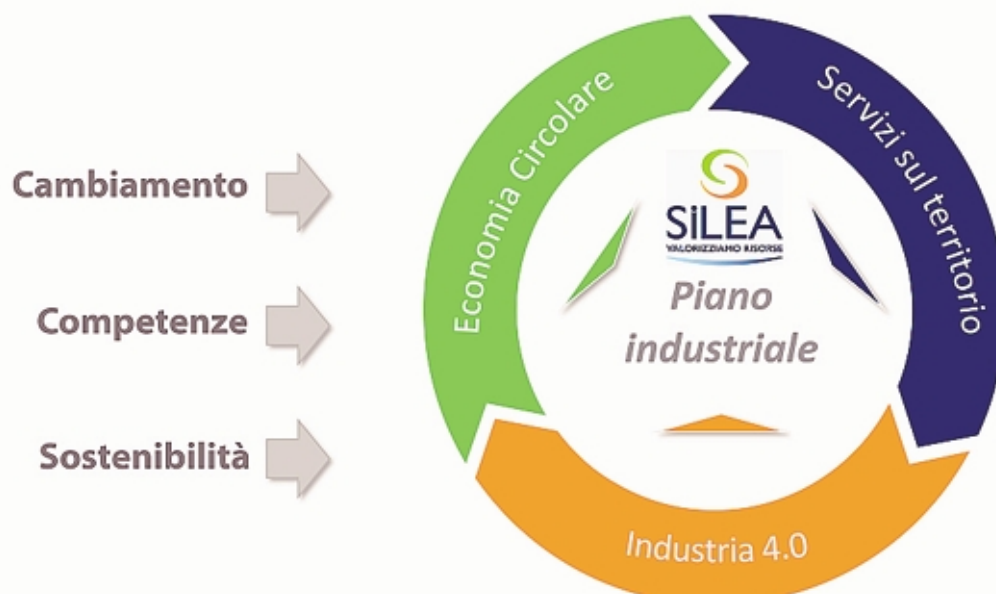 Cambiamento
Competenze
Sostenibilità
Economia Circolare
Servizi sul territorio
Industria 4.0
SiLEA
VALORIZZIAMO RISORSE
Piano
industriale